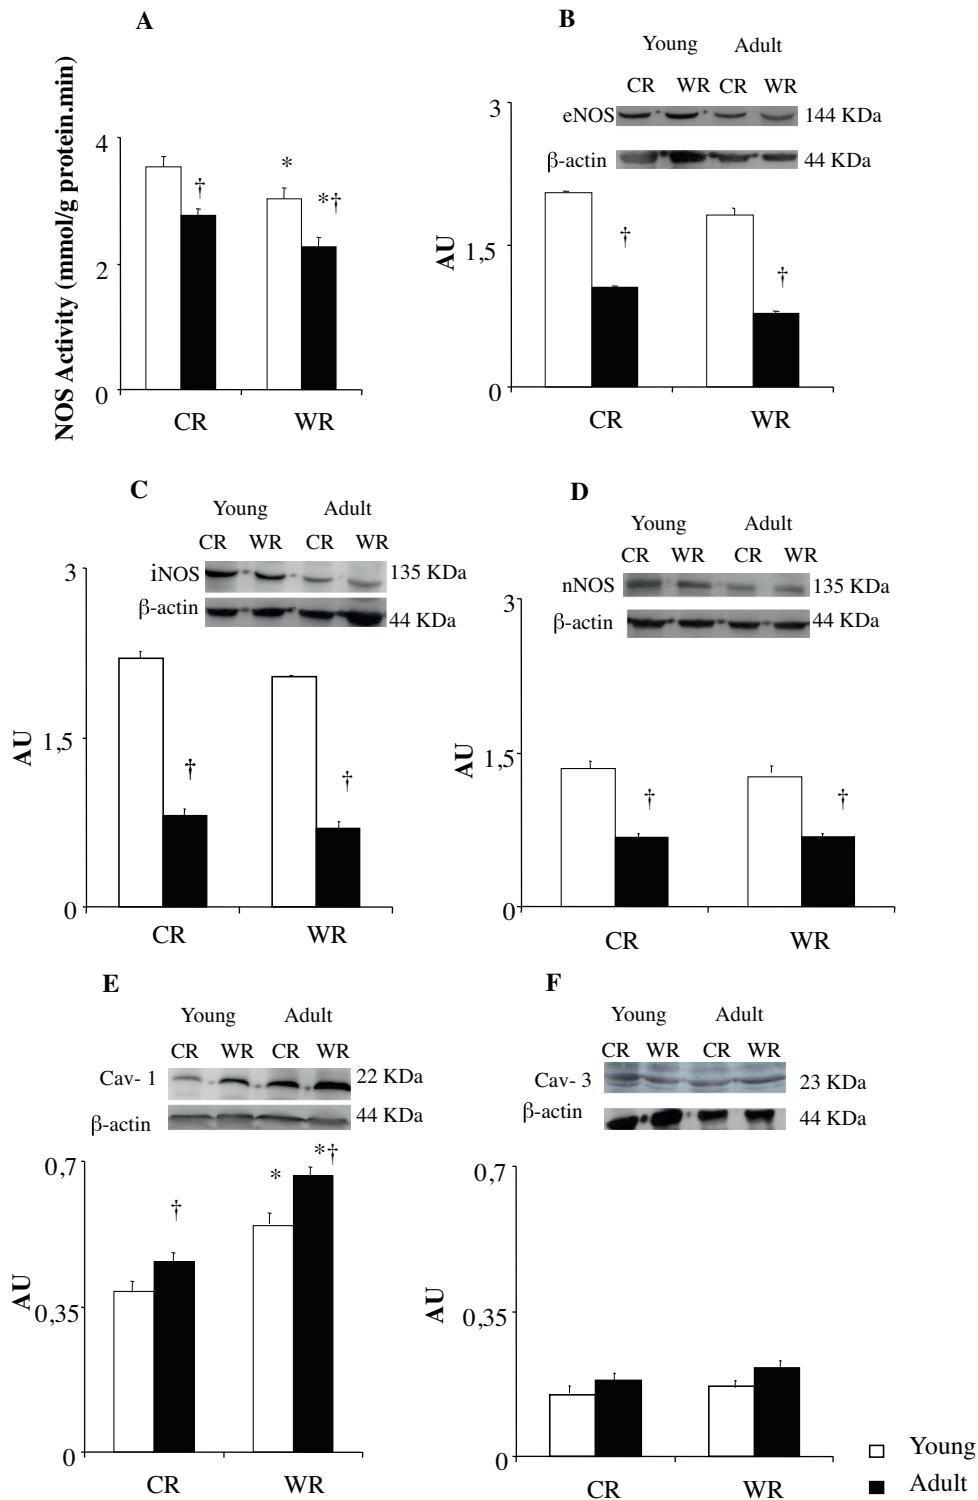 A
NOS Activity (mmol/g protein.min)
4
2
0
*
†
*†
CR WR
B
Young Adult
CR WR CR WR
eNOS 144 KDa
β-actin 44 KDa
3
1,5
0
AU
†
†
CR WR
C
Young Adult
CR WR CR WR
iNOS 135 KDa
β-actin 44 KDa
3
1,5
0
AU
†
†
CR WR
D
Young Adult
CR WR CR WR
nNOS 135 KDa
β-actin 44 KDa
3
1,5
0
AU
†
†
CR WR
E
Young Adult
CR WR CR WR
Cav- 1 22 KDa
β-actin 44 KDa
0,7
0,35
0
AU
*†
*
†
CR WR
F
Young Adult
CR WR CR WR
Cav- 3 23 KDa
β-actin 44 KDa
0,7
0,35
0
AU
CR WR
Young
Adult